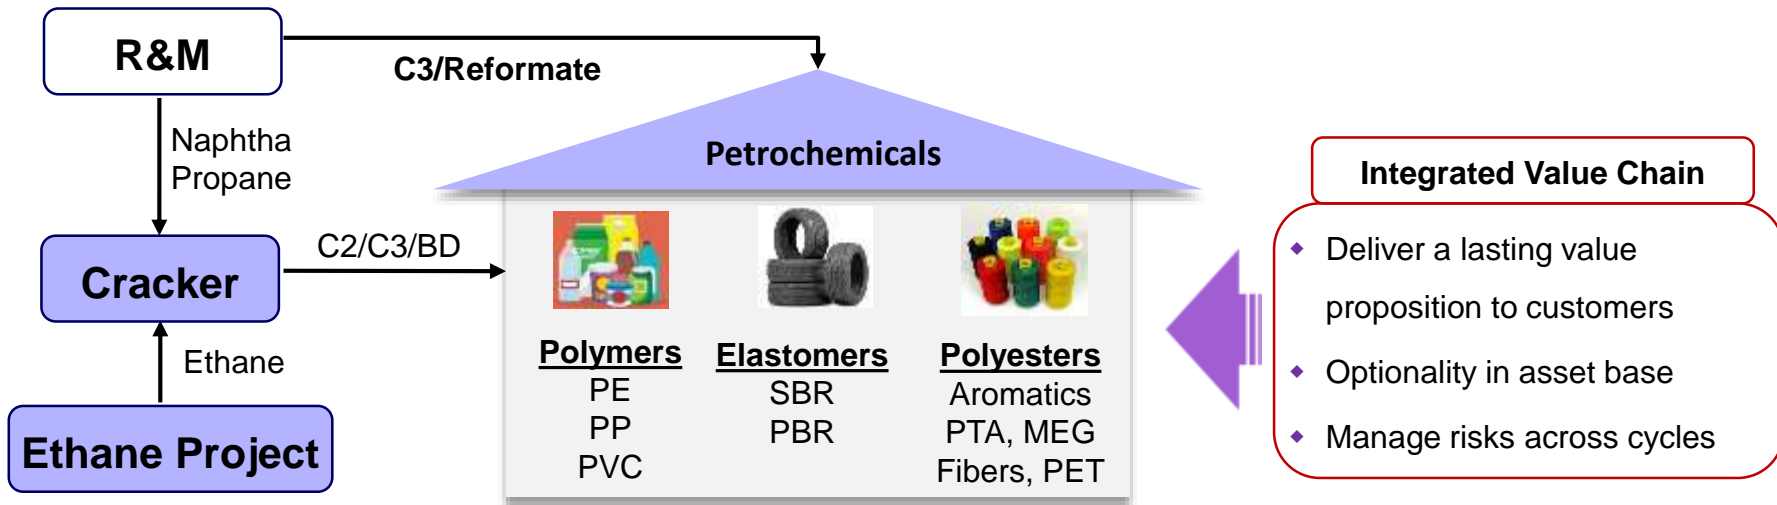 R&M
C3/Reformate
Naphtha
Propane
Petrochemicals
Cracker
C2/C3/BD
Ethane
Ethane Project
Polymers
PE
PP
PVC
Elastomers
SBR
PBR
Polyesters
Aromatics
PTA, MEG
Fibers, PET
Integrated Value Chain
Deliver a lasting value
proposition to customers
Optionality in asset base
Manage risks across cycles